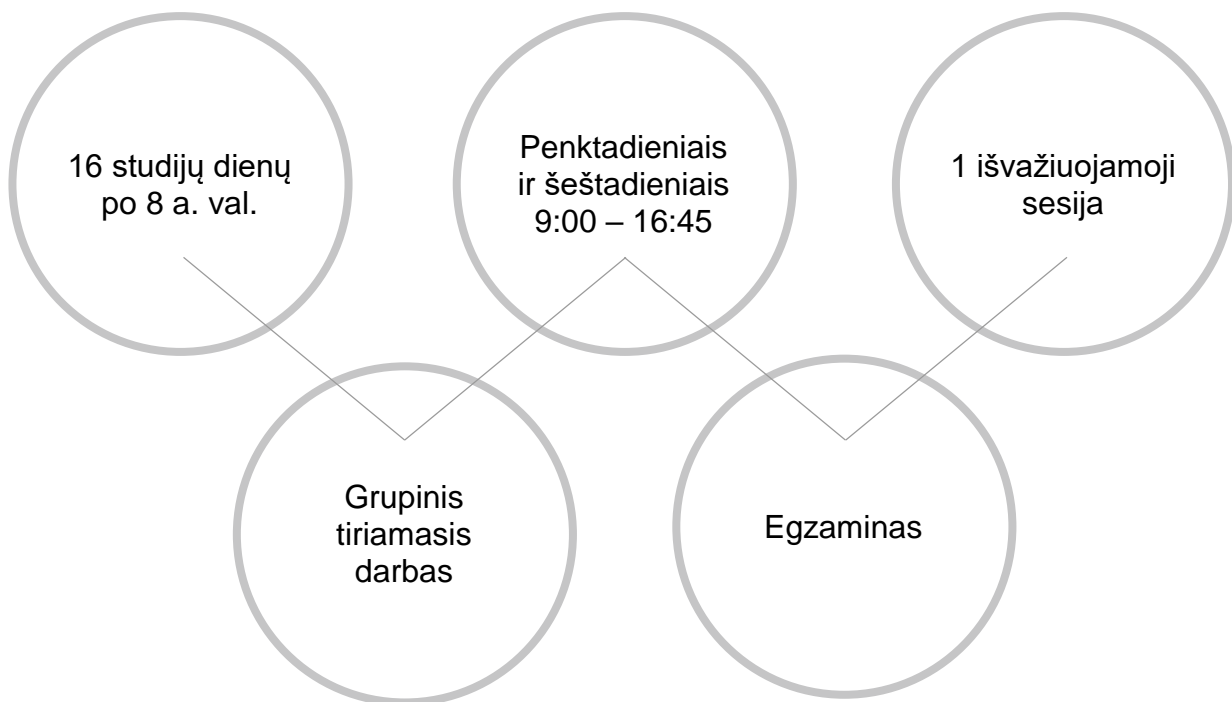 16 studijų dienų
po 8 a. val.
Penktadieniais
ir šeštadieniais
9:00 – 16:45
1 išvažiuojamoji
sesija
Grupinis
tiriamasis
darbas
Egzaminas